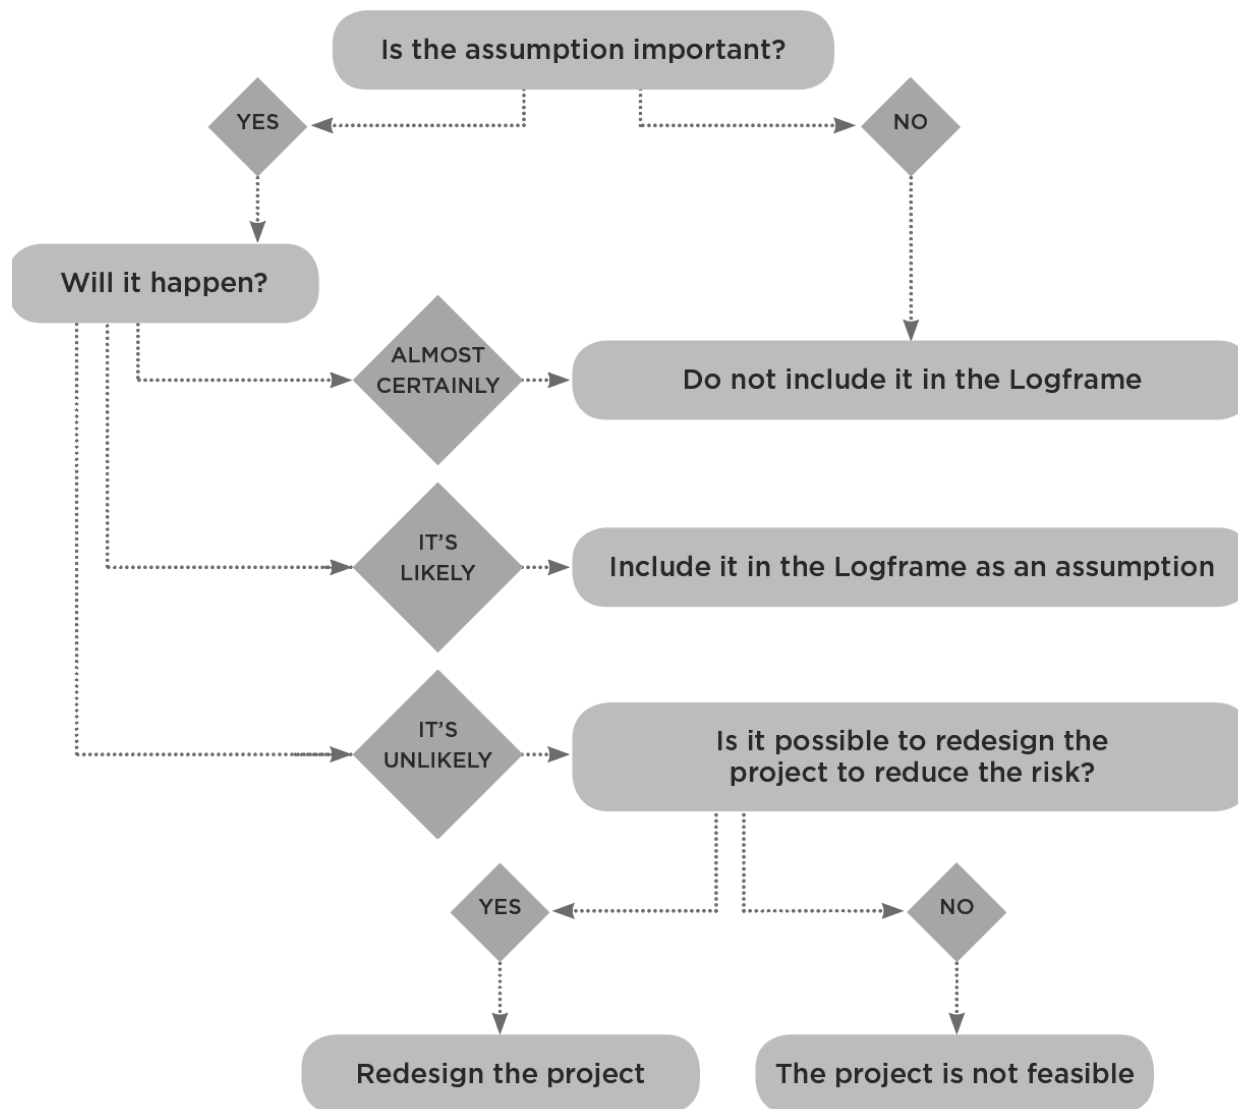 Is the assumption important?
YES
NO
Will it happen?
ALMOST
CERTAINLY
Do not include it in the Logframe
IT’S
LIKELY
Include it in the Logframe as an assumption
IT’S
UNLIKELY
Is it possible to redesign the
project to reduce the risk?
YES
NO
Redesign the project
The project is not feasible